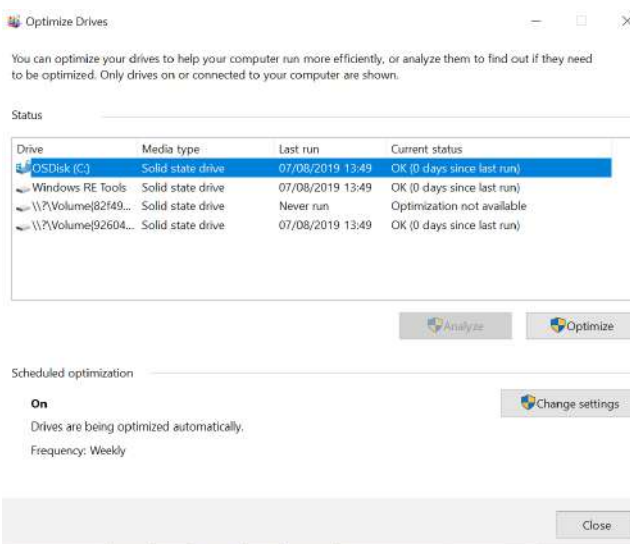 Optimize Drives
You can optimize your drives to help your computer run more efficiently, or analyze them to find out if they need
to be optimized. Only drives on or connected to your computer are shown.
Status
Drive Media type Last run Current status
OSDisk (C:) Solid state drive 07/08/2019 13:49 OK (0 days since last run)
Windows RE Tools Solid state drive 07/08/2019 13:49 OK (0 days since last run)
\\?\Volume{82f49... Solid state drive Never run Optimization not available
\\?\Volume{92604... Solid state drive 07/08/2019 13:49 OK (0 days since last run)
Analyze Optimize
Scheduled optimization
On Change settings
Drives are being optimized automatically.
Frequency: Weekly
Close